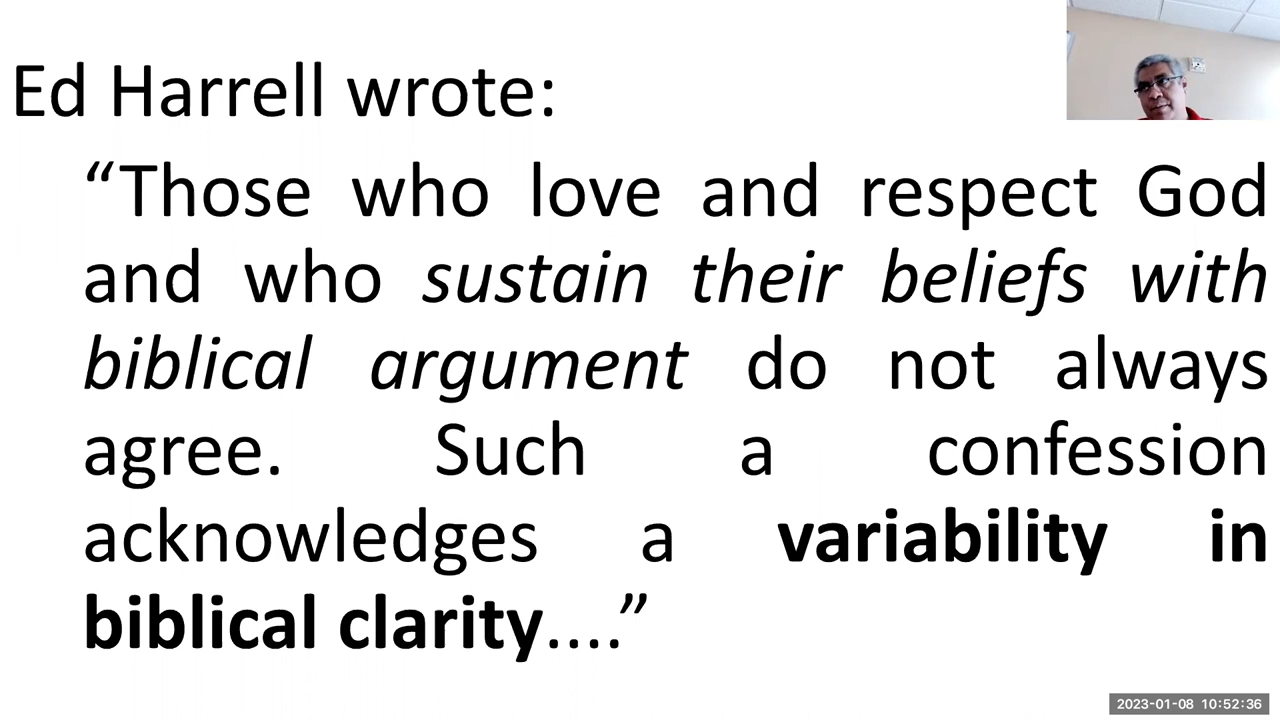 Ed Harrell wrote:
“Those who love and respect God
and who sustain their beliefs with
biblical argument do not always
agree. Such a confession
acknowledges a variability in
biblical clarity....”
2023-01-08 10:52:36